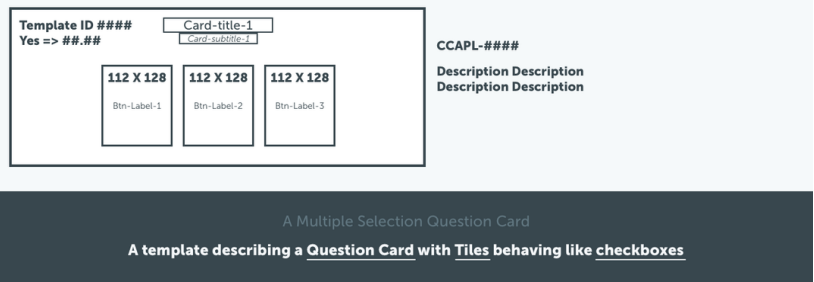 Template ID ####
Yes => ##.##
Card-title-1
Card-subtitle-1
112 X 128
Btn-Label-1
112 X 128
Btn-Label-2
112 X 128
Btn-Label-3
CCAPL-####
Description Description
Description Description
A Multiple Selection Question Card
A template describing a Question Card with Tiles behaving like checkboxes